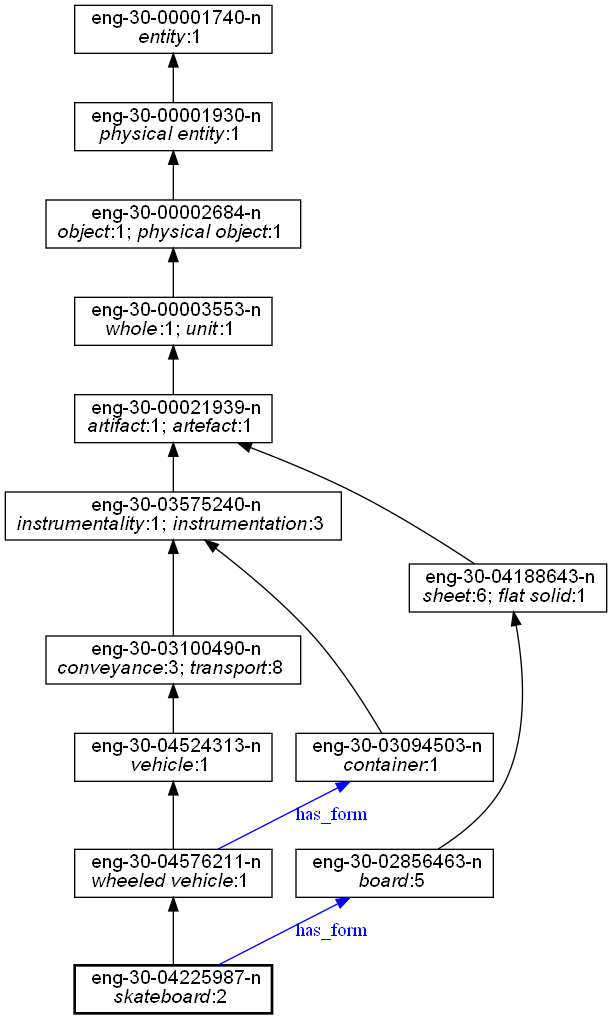 eng-30-00001740-n
entity:1
eng-30-00001930-n
physical entity:1
eng-30-00002684-n
object:1; physical object:1
eng-30-00003553-n
whole:1; unit:1
eng-30-00021939-n
artifact:1; artefact:1
eng-30-03575240-n
instrumentality:1; instrumentation:3
eng-30-04188643-n
sheet:6; flat solid:1
eng-30-03100490-n
conveyance:3; transport:8
eng-30-04524313-n
vehicle:1
eng-30-03094503-n
container:1
has_form
eng-30-04576211-n
wheeled vehicle:1
eng-30-02856463-n
board:5
has_form
eng-30-04225987-n
skateboard:2